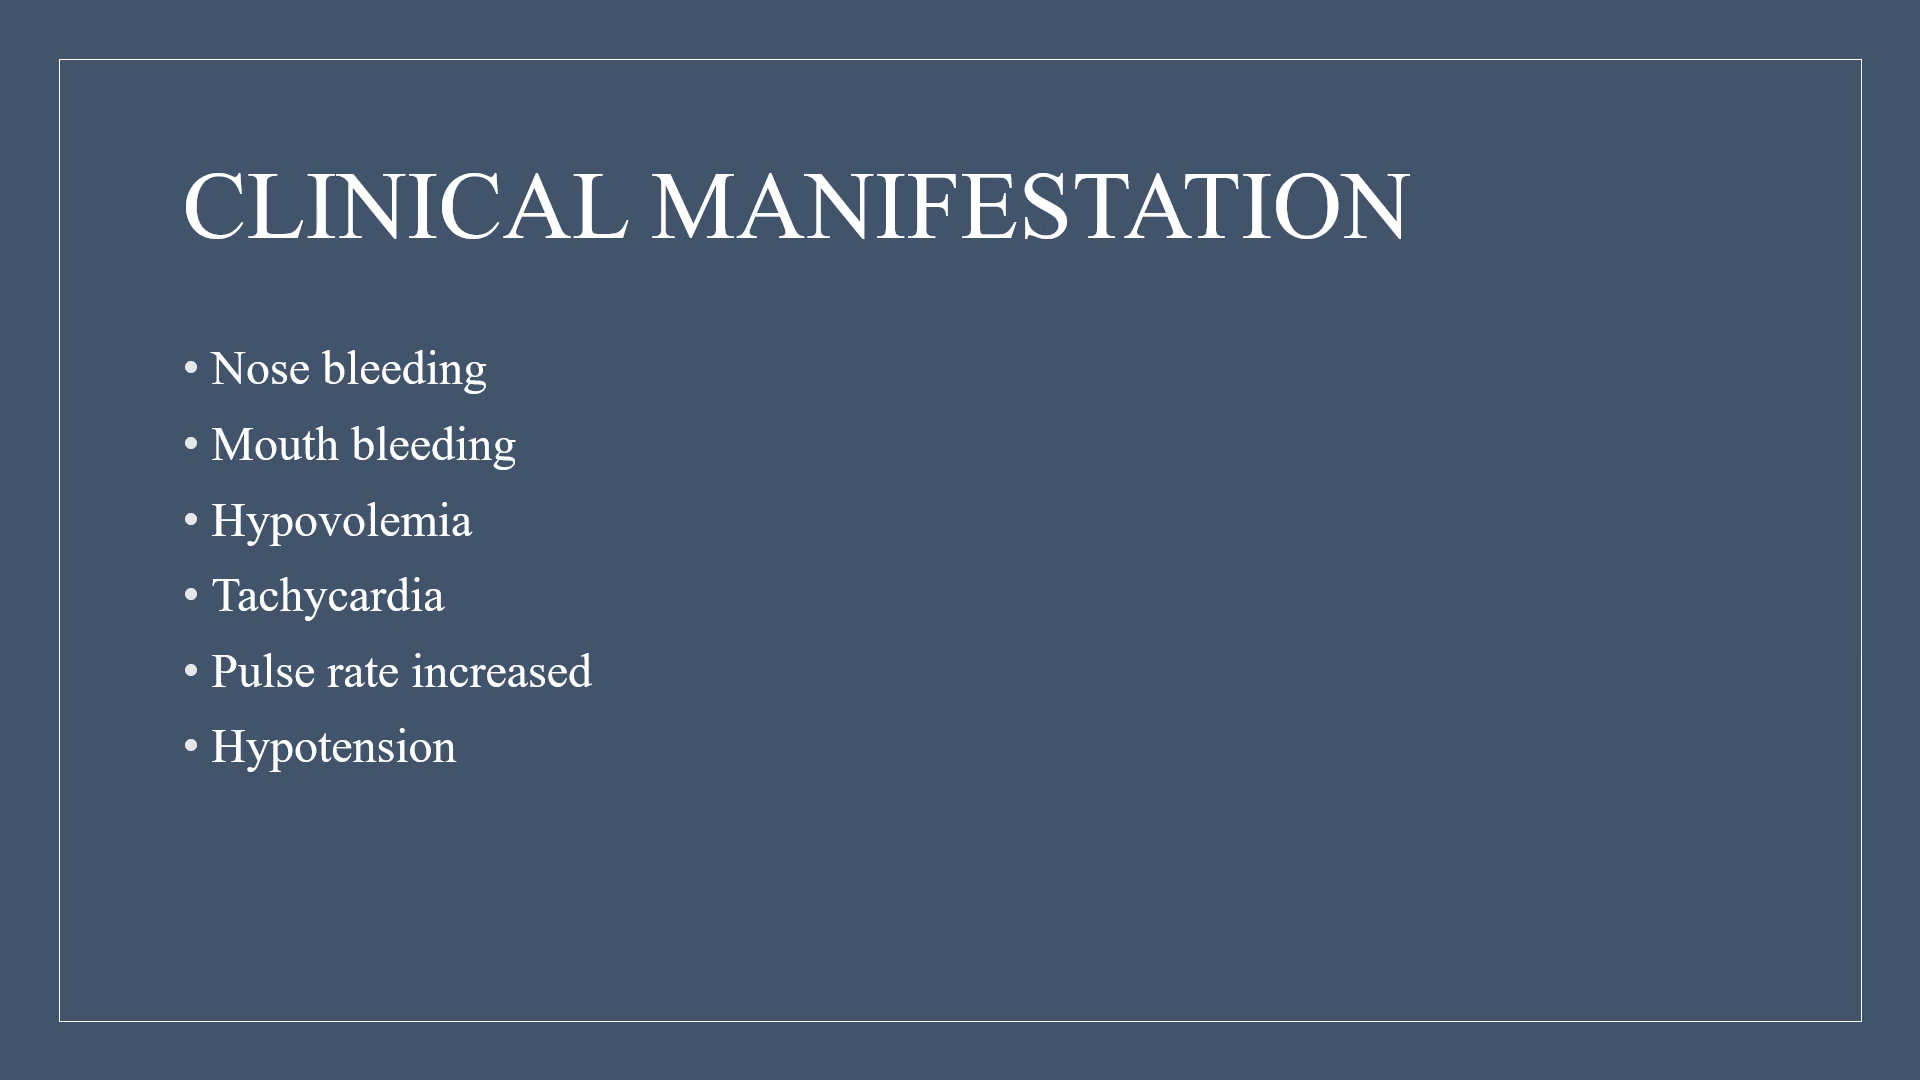 CLINICAL MANIFESTATION
• Nose bleeding
• Mouth bleeding
• Hypovolemia
• Tachycardia
• Pulse rate increased
• Hypotension